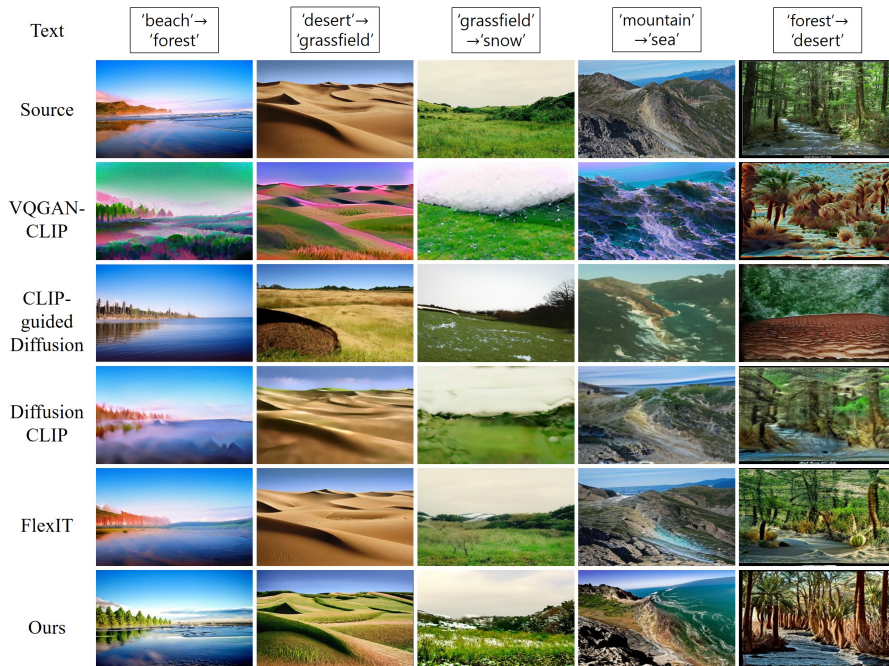 Text
'beach'→
'forest'
'desert'→
'grassfield'
'grassfield'
→'snow'
'mountain'
→'sea'
'forest'→
'desert'
Source
VQGAN-
CLIP
CLIP-
guided
Diffusion
Diffusion
CLIP
FlexIT
Ours